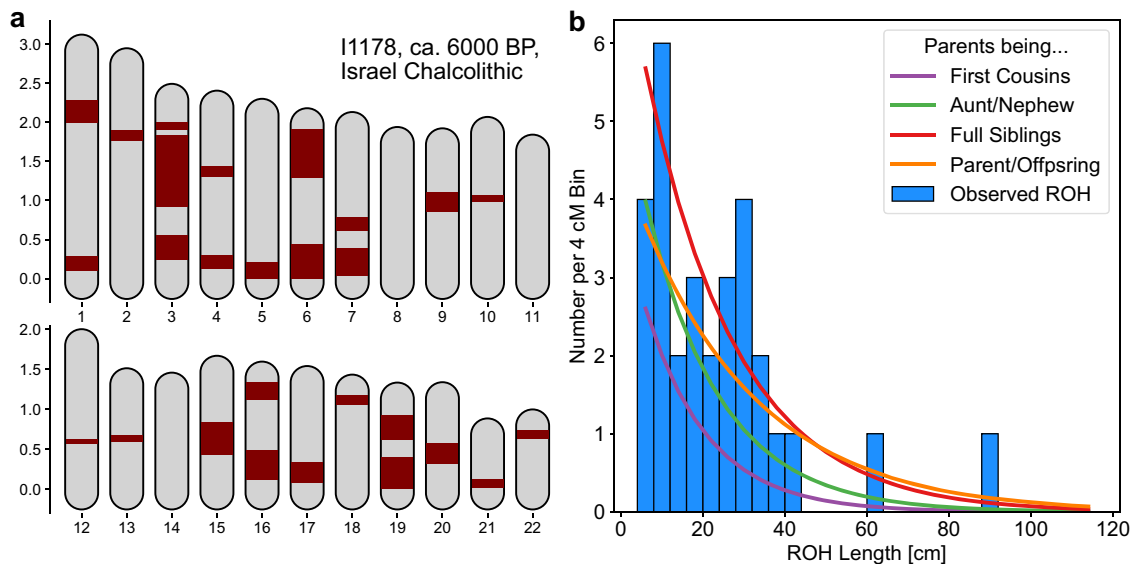 a
I1178, ca. 6000 BP,
Israel Chalcolithic
3.0
2.5
2.0
1.5
1.0
0.5
0.0
1 2 3 4 5 6 7 8 9 10 11
2.0
1.5
1.0
0.5
0.0
12 13 14 15 16 17 18 19 20 21 22
b
Number per 4 cM Bin
6
5
4
3
2
1
0
Parents being...
First Cousins
Aunt/Nephew
Full Siblings
Parent/Offpsring
Observed ROH
0 20 40 60 80 100 120
ROH Length [cm]